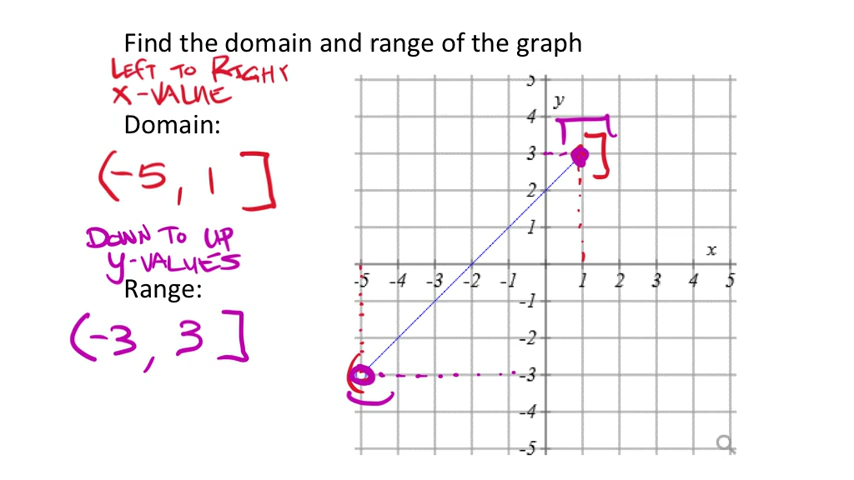 Find the domain and range of the graph
LEFT TO RIGHT
X-VALUE
Domain:
(-5, 1]
DOWN TO UP
y-VALUES
Range:
(-3, 3]
5
y
4
3
2
1
x
-5 -4 -3 -2 -1 1 2 3 4 5
-1
-2
-3
-4
-5